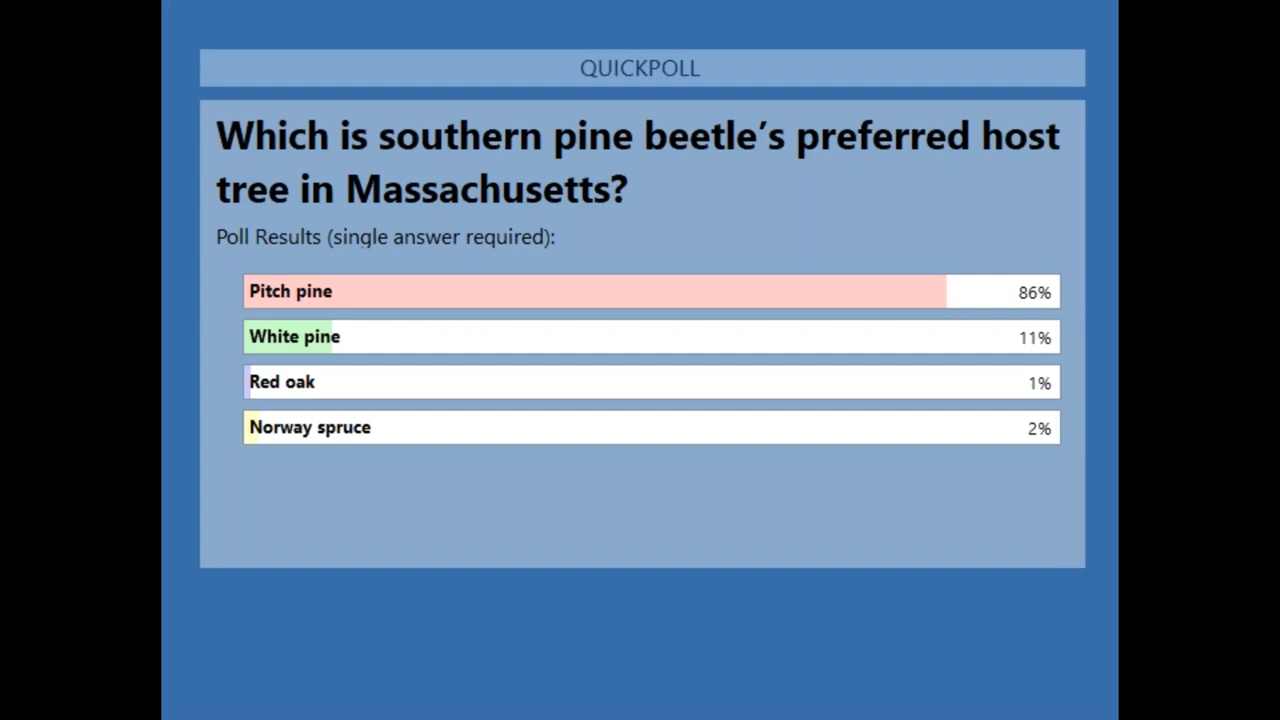 QUICKPOLL
Which is southern pine beetle’s preferred host
tree in Massachusetts?
Poll Results (single answer required):
Pitch pine 86%
White pine 11%
Red oak 1%
Norway spruce 2%